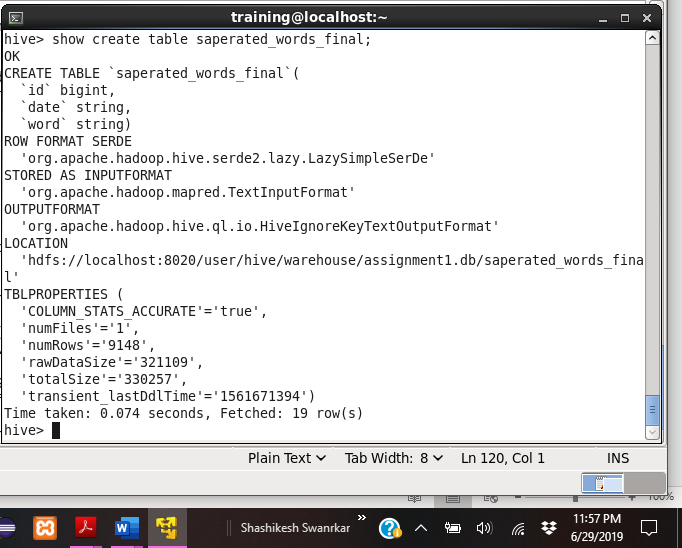 training@localhost:~
hive> show create table saperated_words_final;
OK
CREATE TABLE `saperated_words_final`(
  `id` bigint,
  `date` string,
  `word` string)
ROW FORMAT SERDE
  'org.apache.hadoop.hive.serde2.lazy.LazySimpleSerDe'
STORED AS INPUTFORMAT
  'org.apache.hadoop.mapred.TextInputFormat'
OUTPUTFORMAT
  'org.apache.hadoop.hive.ql.io.HiveIgnoreKeyTextOutputFormat'
LOCATION
  'hdfs://localhost:8020/user/hive/warehouse/assignment1.db/saperated_words_fina
l'
TBLPROPERTIES (
  'COLUMN_STATS_ACCURATE'='true',
  'numFiles'='1',
  'numRows'='9148',
  'rawDataSize'='321109',
  'totalSize'='330257',
  'transient_lastDdlTime'='1561671394')
Time taken: 0.074 seconds, Fetched: 19 row(s)
hive>
Plain Text Tab Width: 8 Ln 120, Col 1 INS
100%
Shashikesh Swanrkar » 11:57 PM
6/29/2019